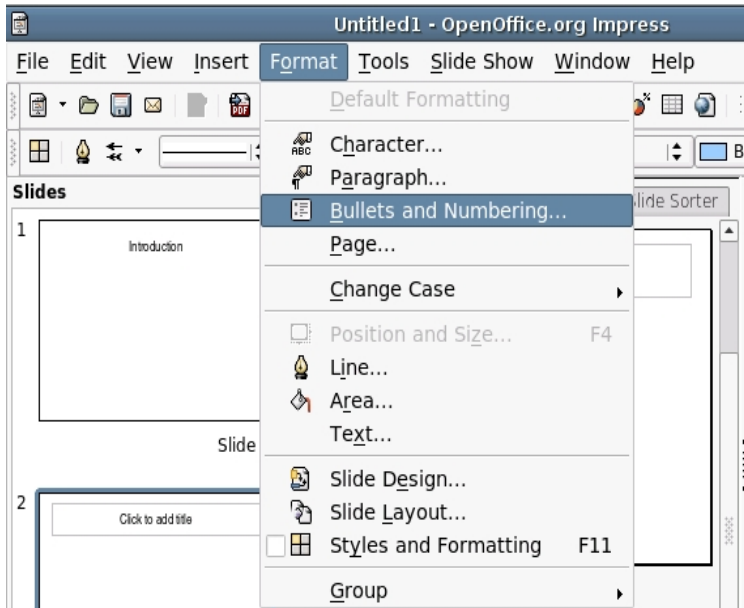 Untitled1 - OpenOffice.org Impress
File Edit View Insert Format Tools Slide Show Window Help
PDF
Default Formatting
ABC Character...
B
Paragraph...
Slides
Bullets and Numbering...
lide Sorter
1
Introduction
Page...
Change Case
Position and Size... F4
Line...
Area...
Text...
Slide
Slide Design...
2
Click to add title
Slide Layout...
Styles and Formatting F11
Group